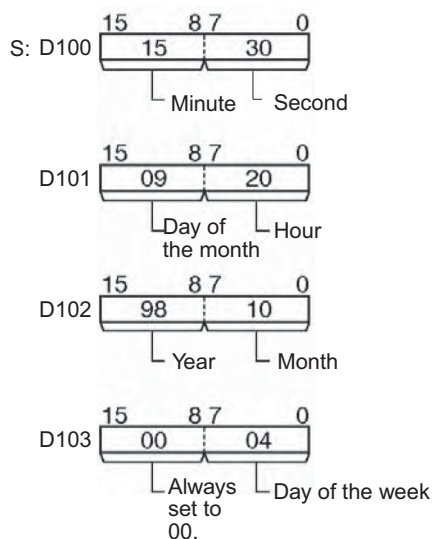 15 8 7 0
S: D100 15 30
Minute Second
15 8 7 0
D101 09 20
Day of the month Hour
15 8 7 0
D102 98 10
Year Month
15 8 7 0
D103 00 04
Always set to 00. Day of the week